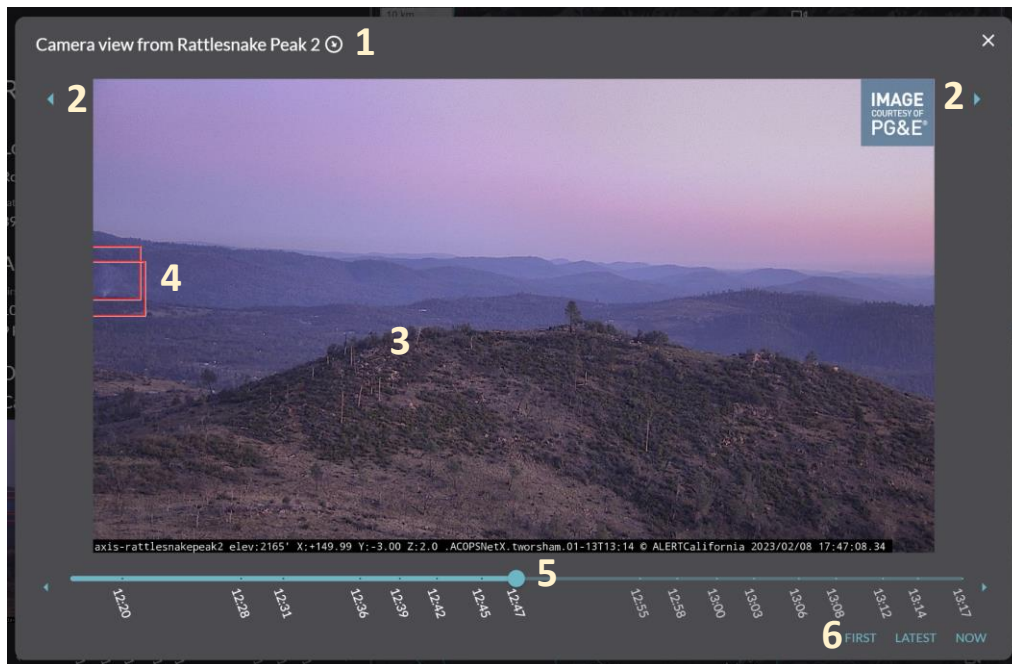 10 km
Camera view from Rattlesnake Peak 2 1
2 2
IMAGE
COURTESY OF
PG&E®
4
3
axis-rattlesnakepeak2 elev:2165' X:+149.99 Y:-3.00 Z:2.0 .ACOPSNetX.tworsham.01-13T13:14 © ALERTCalifornia 2023/02/08 17:47:08.34
5
12:20 12:28 12:31 12:36 12:39 12:42 12:45 12:47 12:55 12:58 13:00 13:03 13:06 13:08 13:12 13:14 13:17
6 FIRST LATEST NOW